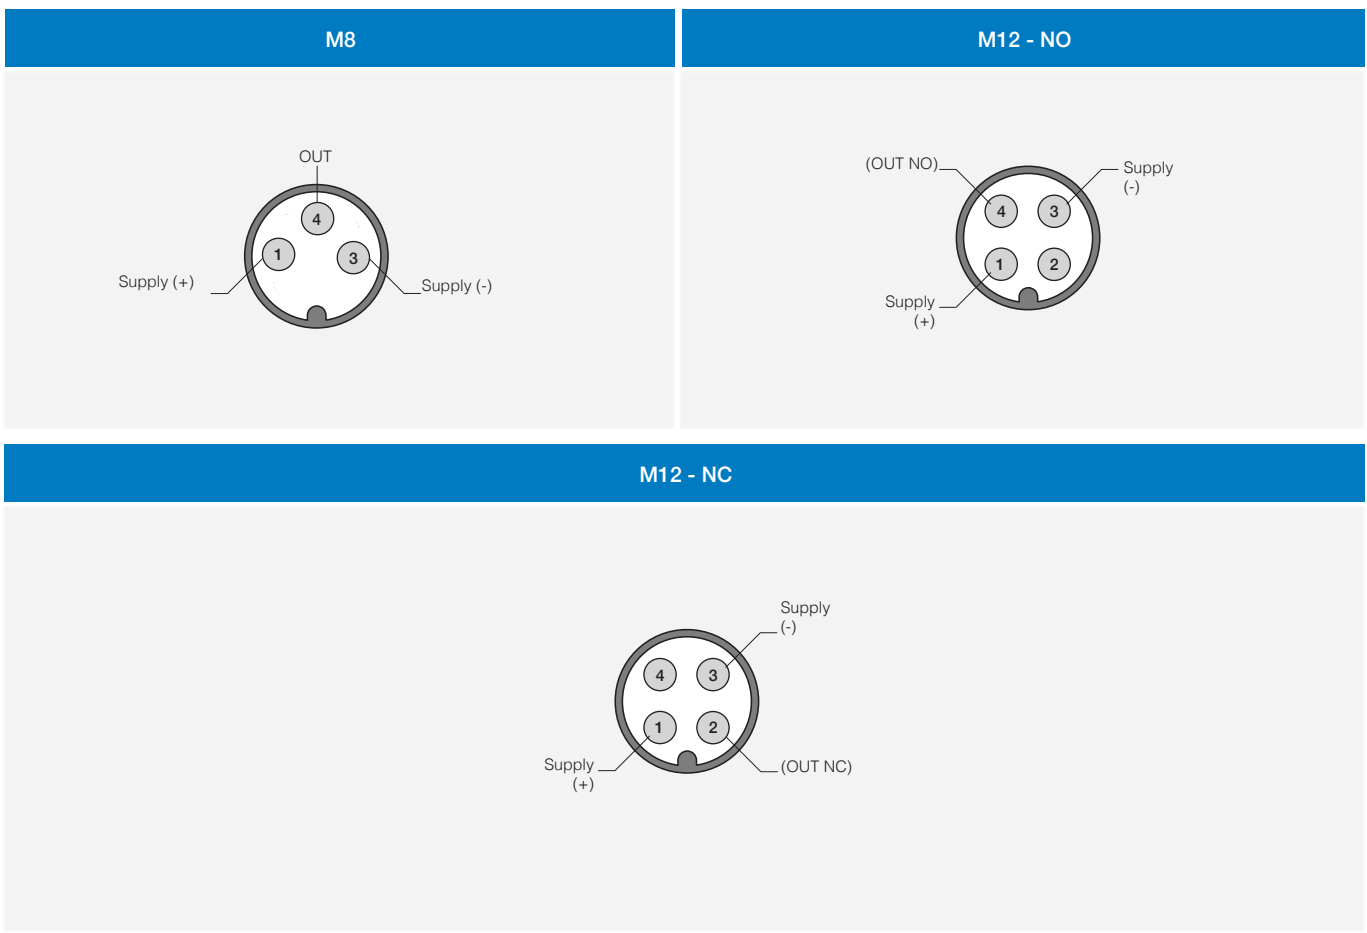 M8
OUT
4
1
3
Supply (+)
Supply (-)
M12 - NO
(OUT NO)
Supply
(-)
4
3
1
2
Supply
(+)
M12 - NC
Supply
(-)
4
3
1
2
Supply
(+)
(OUT NC)